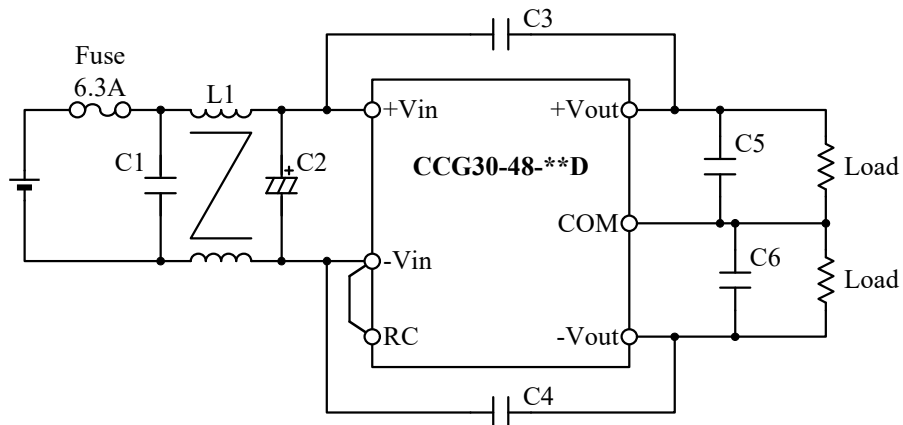 C3
Fuse
6.3A
L1
+Vin
+Vout
C1
C2
+
CCG30-48-**D
C5
Load
COM
-Vin
C6
Load
RC
-Vout
C4